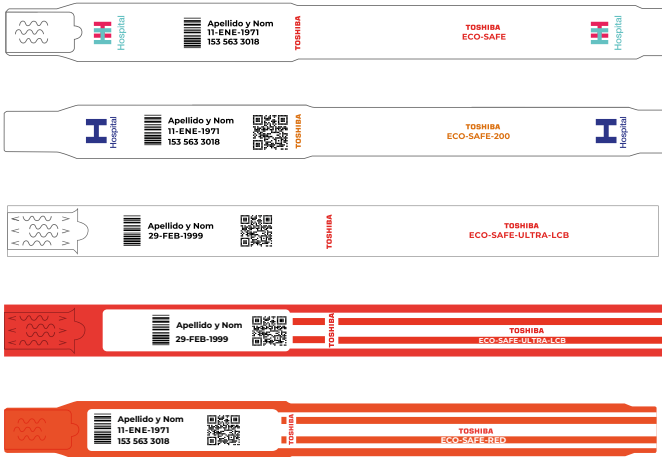 Hospital
Apellido y Nom
11-ENE-1971
153 563 3018
TOSHIBA
TOSHIBA
ECO-SAFE
Hospital
Hospital
Apellido y Nom
11-ENE-1971
153 563 3018
TOSHIBA
TOSHIBA
ECO-SAFE-200
Hospital
Apellido y Nom
29-FEB-1999
TOSHIBA
TOSHIBA
ECO-SAFE-ULTRA-LCB
Apellido y Nom
29-FEB-1999
TOSHIBA
TOSHIBA
ECO-SAFE-ULTRA-LCB
Apellido y Nom
11-ENE-1971
153 563 3018
TOSHIBA
TOSHIBA
ECO-SAFE-RED